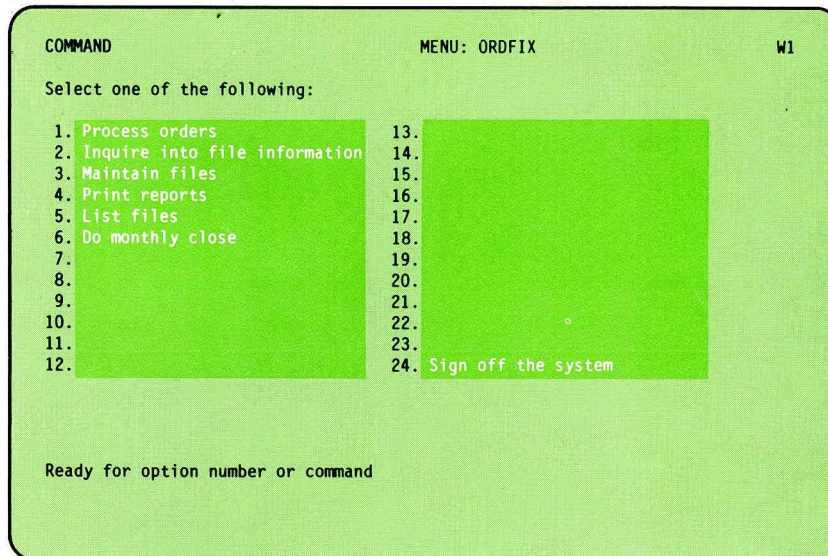 COMMAND MENU: ORDFIX W1
Select one of the following:
1. Process orders 13.
2. Inquire into file information 14.
3. Maintain files 15.
4. Print reports 16.
5. List files 17.
6. Do monthly close 18.
7. 19.
8. 20.
9. 21.
10. 22.
11. 23.
12. 24. Sign off the system
Ready for option number or command